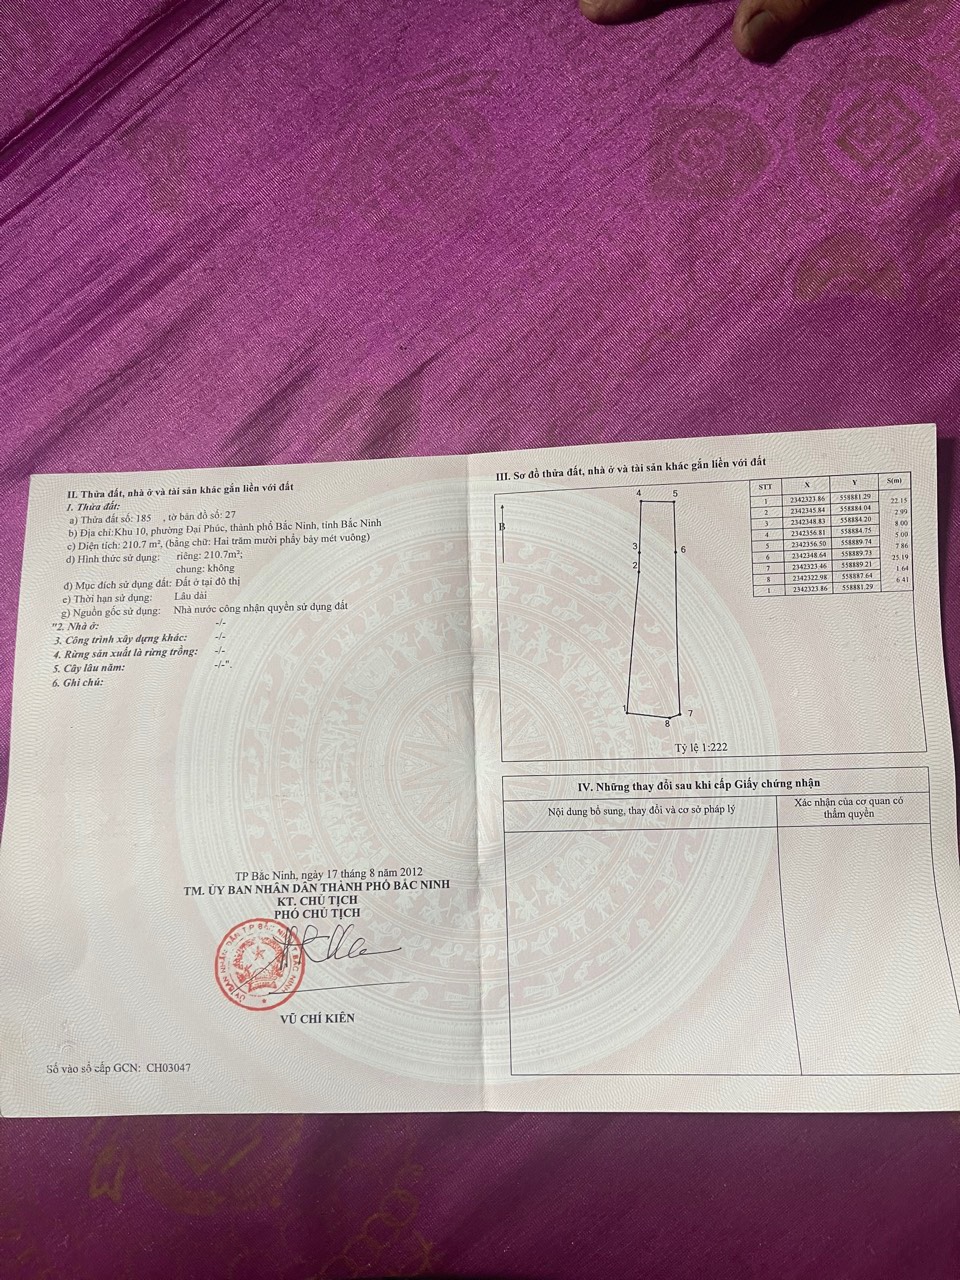 II. Thửa đất, nhà ở và tài sản khác gắn liền với đất
1. Thửa đất:
a) Thửa đất số: 185 , tờ bản đồ số: 27
b) Địa chỉ:Khu 10, phường Đại Phúc, thành phố Bắc Ninh, tỉnh Bắc Ninh
c) Diện tích: 210.7 m², (bằng chữ: Hai trăm mười phẩy bảy mét vuông)
d) Hình thức sử dụng: riêng: 210.7m²;
chung: không
đ) Mục đích sử dụng đất: Đất ở tại đô thị
e) Thời hạn sử dụng: Lâu dài
g) Nguồn gốc sử dụng: Nhà nước công nhận quyền sử dụng đất
"2. Nhà ở: -/-
3. Công trình xây dựng khác: -/-
4. Rừng sản xuất là rừng trồng: -/-
5. Cây lâu năm: -/-".
6. Ghi chú:
TP Bắc Ninh, ngày 17 tháng 8 năm 2012
TM. ỦY BAN NHÂN DÂN THÀNH PHỐ BẮC NINH
KT. CHỦ TỊCH
PHÓ CHỦ TỊCH
VŨ CHÍ KIÊN
Số vào sổ cấp GCN: CH03047
III. Sơ đồ thửa đất, nhà ở và tài sản khác gắn liền với đất
B
4 5
3 6
2
1 7
8
Tỷ lệ 1:222
STT X Y S(m)
1 2342323.86 558881.29
22.15
2 2342345.84 558884.04
2.99
3 2342348.83 558884.20
8.00
4 2342356.81 558884.75
5.00
5 2342356.50 558889.74
7.86
6 2342348.64 558889.73
25.19
7 2342323.46 558889.21
1.64
8 2342322.98 558887.64
6.41
1 2342323.86 558881.29
IV. Những thay đổi sau khi cấp Giấy chứng nhận
Nội dung bổ sung, thay đổi và cơ sở pháp lý
Xác nhận của cơ quan có
thẩm quyền